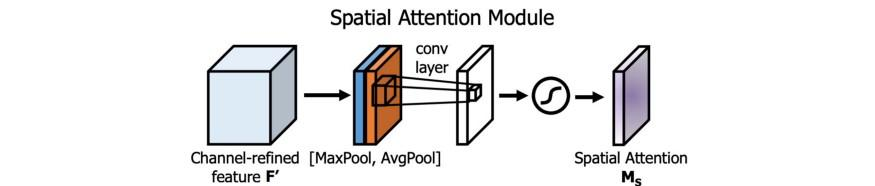 Spatial Attention Module
conv
layer
Channel-refined
feature F’
[MaxPool, AvgPool]
Spatial Attention
Ms